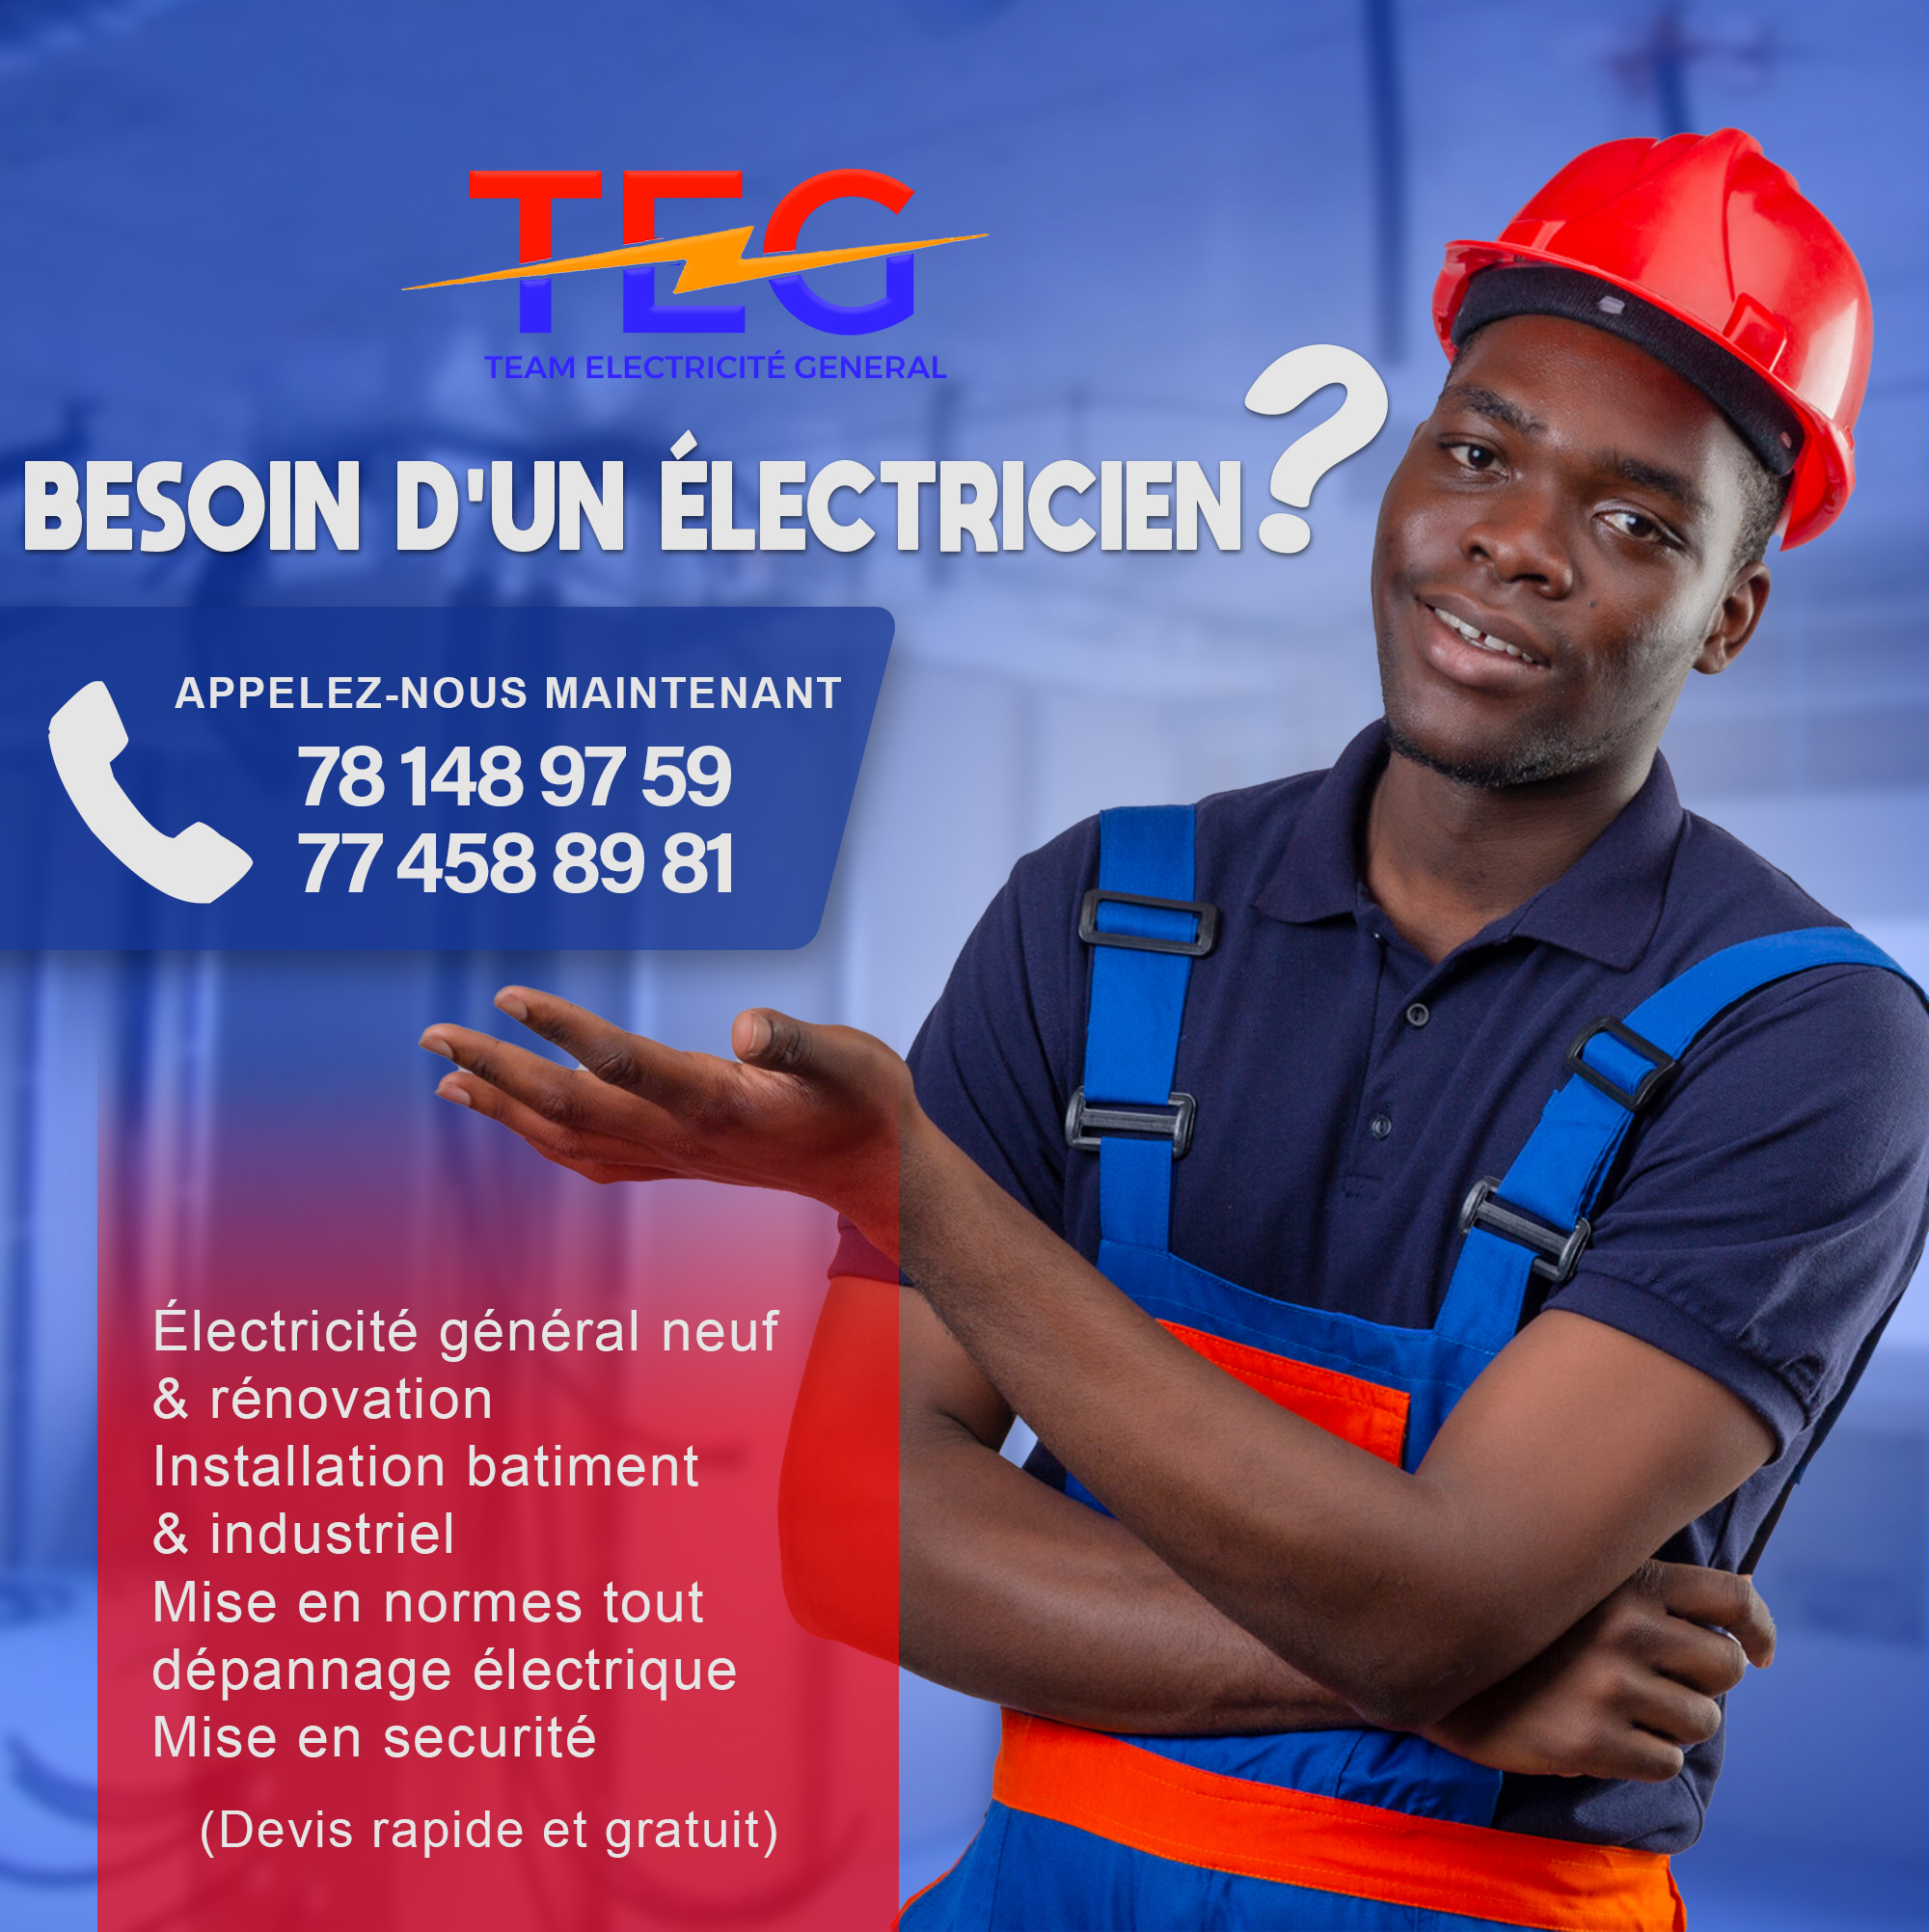 TEG
TEAM ELECTRICITÉ GENERAL
BESOIN D'UN ÉLECTRICIEN?
APPELEZ-NOUS MAINTENANT
78 148 97 59
77 458 89 81
Électricité général neuf
& rénovation
Installation batiment
& industriel
Mise en normes tout
dépannage électrique
Mise en securité
(Devis rapide et gratuit)